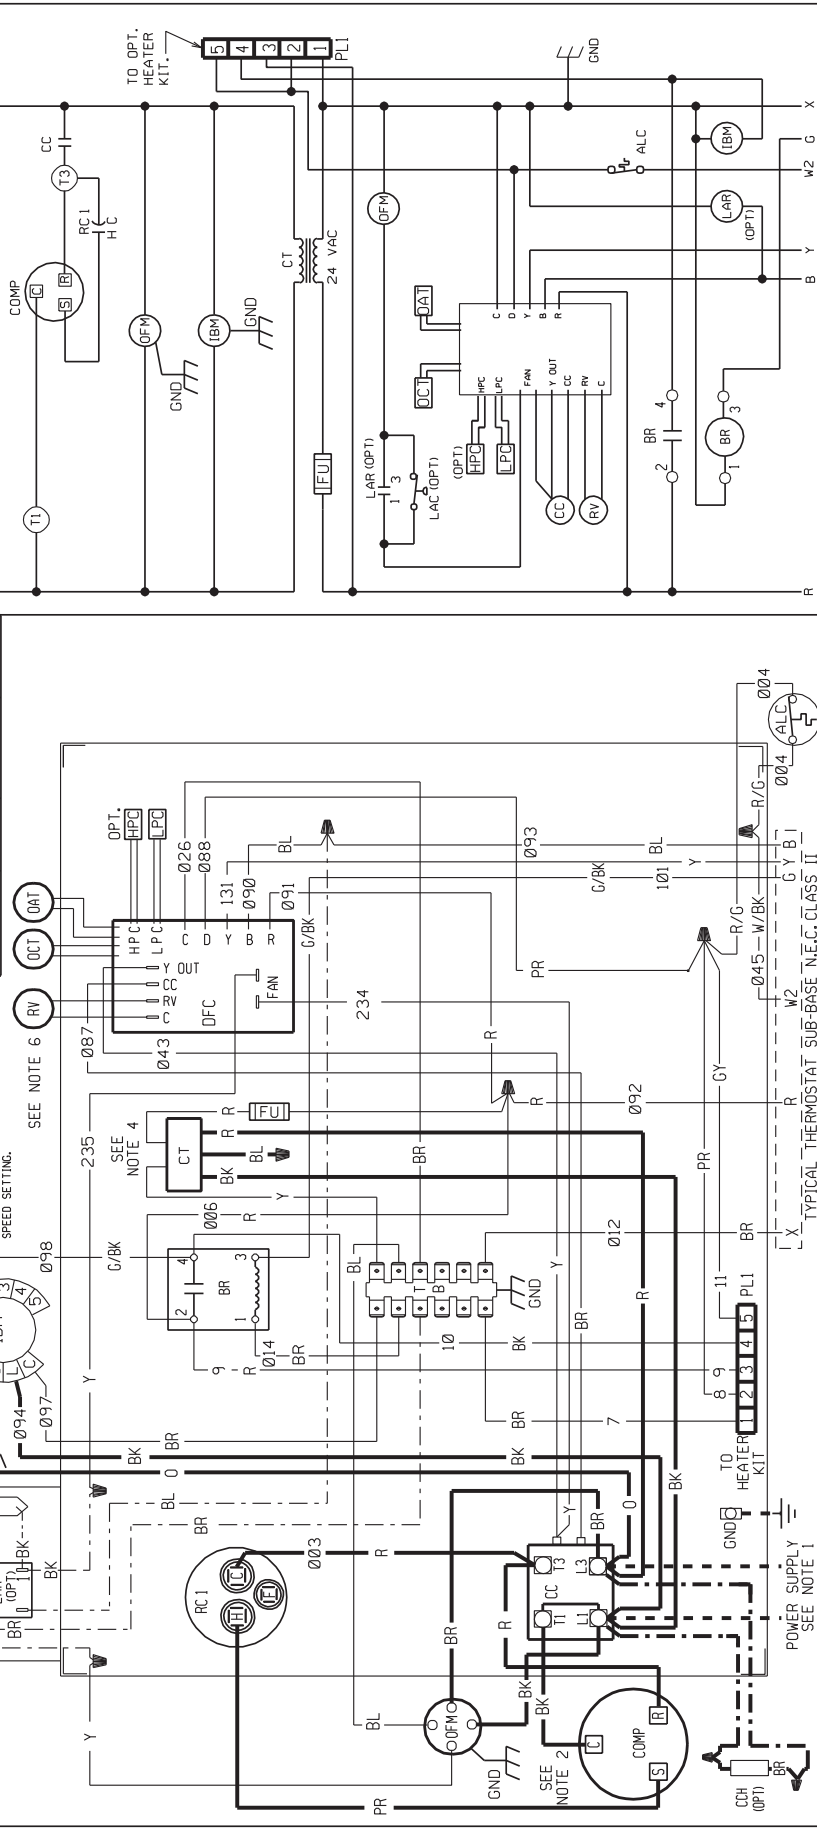 TO OPT.
HEATER
KIT.
5
4
3
2
1
PL1
GND
CC
T3
RC1
H C
COMP
C
R
S
T1
OFM
GND
IBM
GND
CT
24 VAC
FU
OFM
ALC
IBM
LAR
(OPT)
X
G
W2
Y
B
R
OAT
OCT
C
D
Y
B
R
HPC
LPC
FAN
Y OUT
CC
RV
C
(OPT)
HPC
LPC
LAR (OPT)
1 3
LAC (OPT)
CC
RV
BR
2
4
BR
1
3
SPEED SETTING.
SEE NOTE 6
RV
OCT
OAT
OPT.
HPC
LPC
HPC
LPC
C
D
Y
B
R
Y OUT
CC
RV
C
DFC
FAN
026
088
131
090
091
BL
G/BK
093
BL
G/BK
101
Y
004
ALC
004
R/G
R/G
W/BK
045
PR
087
043
234
235
Y
SEE
NOTE 4
CT
R
FU
R
BL
BK
R
R
092
BR
GY
PR
TYPICAL THERMOSTAT SUB-BASE N.E.C. CLASS II
B
Y
G
W2
R
X
098
G/BK
006
R
Y
4
3
BR
2
1
BL
T B
GND
012
BR
Y
BR
R
9
R
014
BR
10
BK
3
4
5
L
C
094
097
BK
BR
O
BL
BR
BK
BR
7
BK
11
9
8
PL1
5
4
3
2
1
TO
HEATER
KIT
(OPT)
BK
BR
RC1
C
F
H
003
R
BR
R
CC
T3
L3
T1
L1
Y
BR
O
BK
GND
POWER SUPPLY
SEE NOTE 1
Y
BL
OFM
GND
BK
BK
SEE
NOTE 2
COMP
C
R
S
PR
CCH
(OPT)
BR